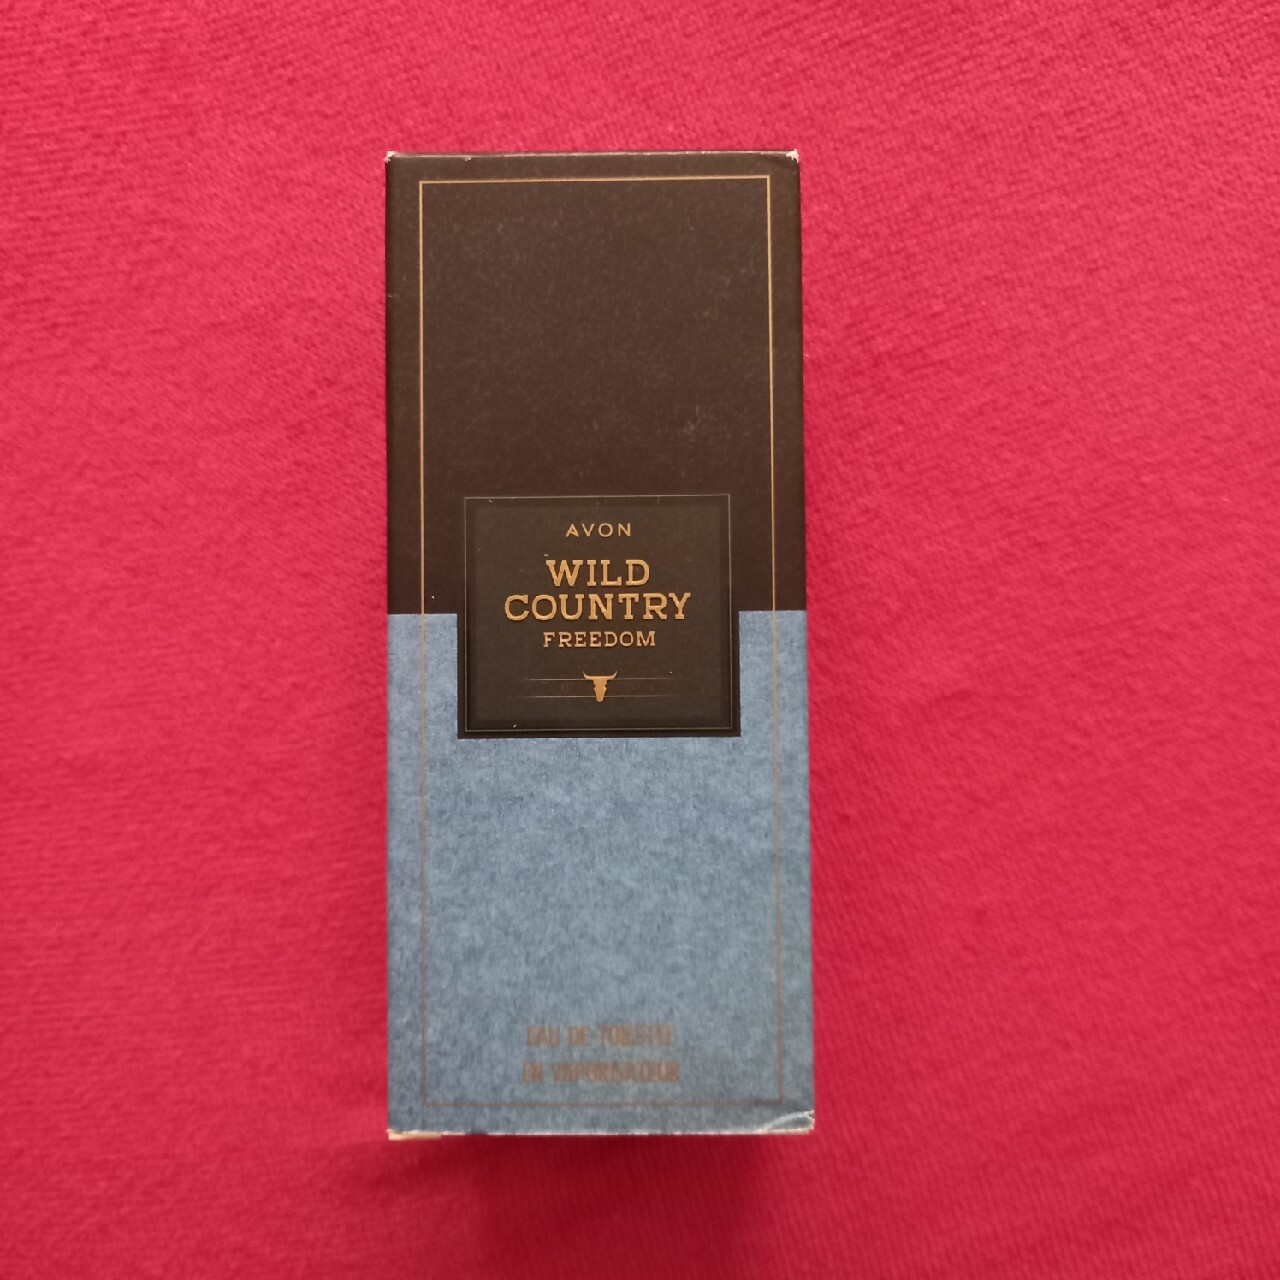 AVON
WILD
COUNTRY
FREEDOM
EAU DE TOILETTE
EN VAPORISATEUR